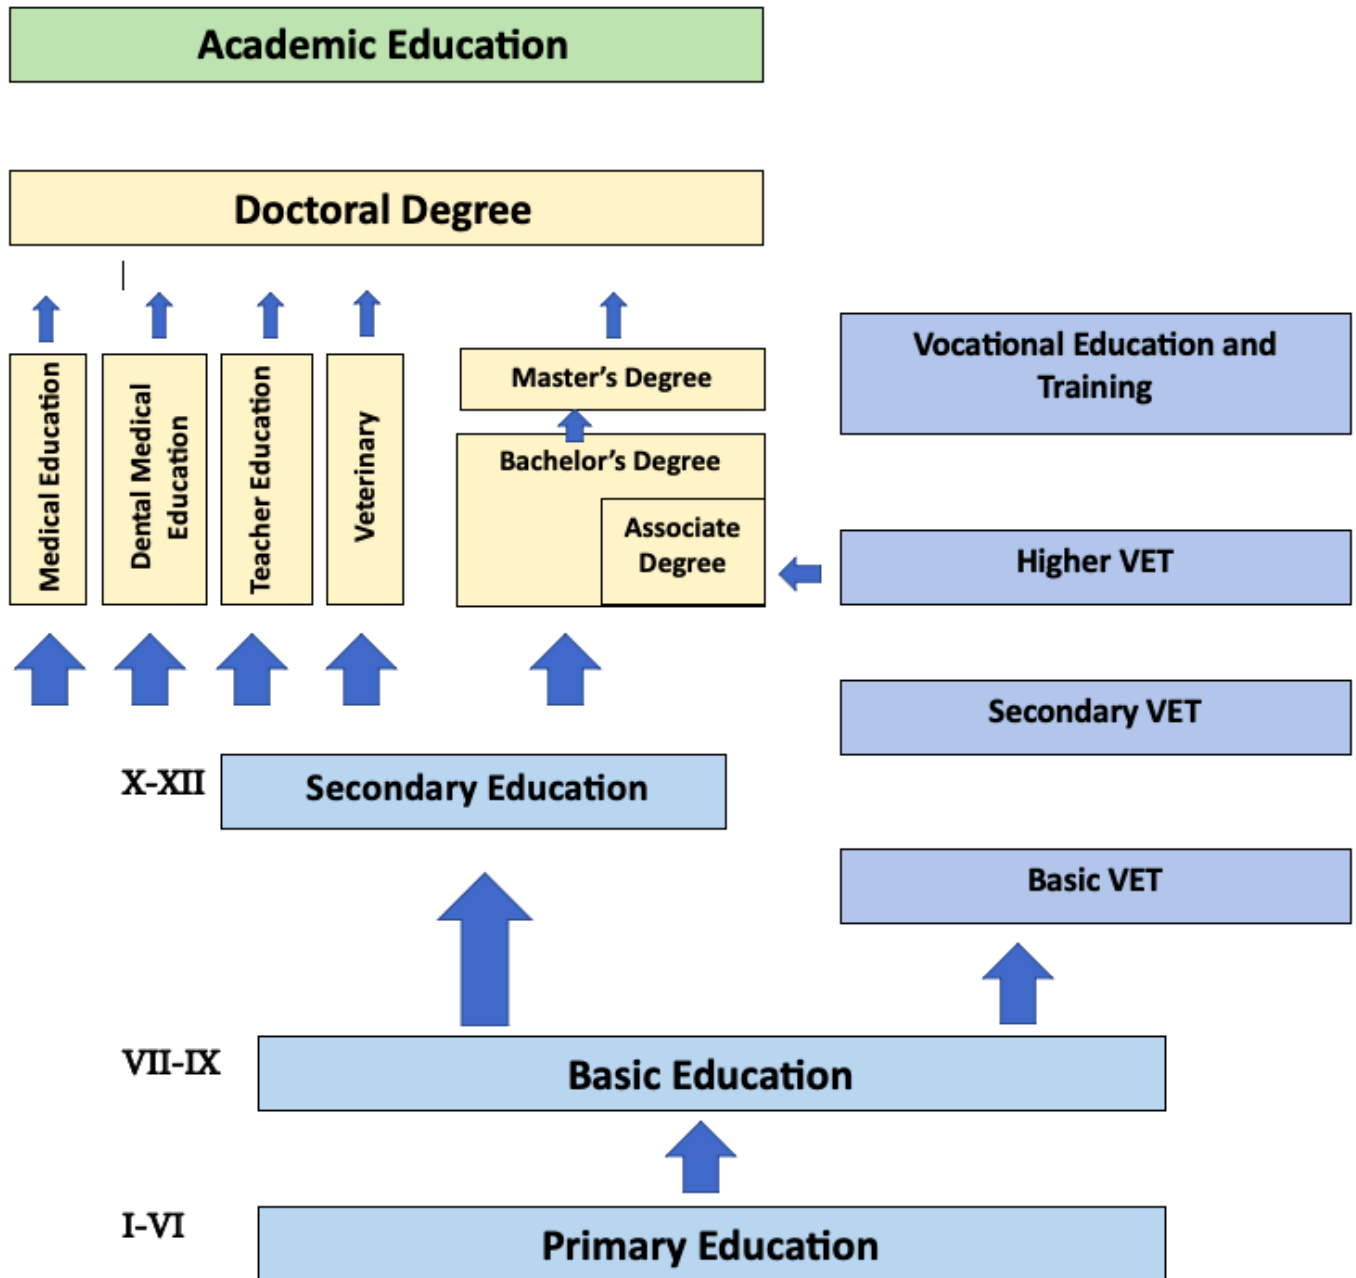 Academic Education
Doctoral Degree
Medical Education
Dental Medical
Education
Teacher Education
Veterinary
Master's Degree
Bachelor's Degree
Associate
Degree
Vocational Education and
Training
Higher VET
Secondary VET
X-XII
Secondary Education
Basic VET
VII-IX
Basic Education
I-VI
Primary Education